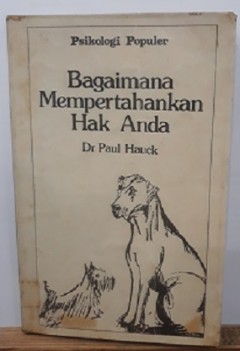 Psikologi Populer
Bagaimana
Mempertahankan
Hak Anda
Dr Paul Hauck